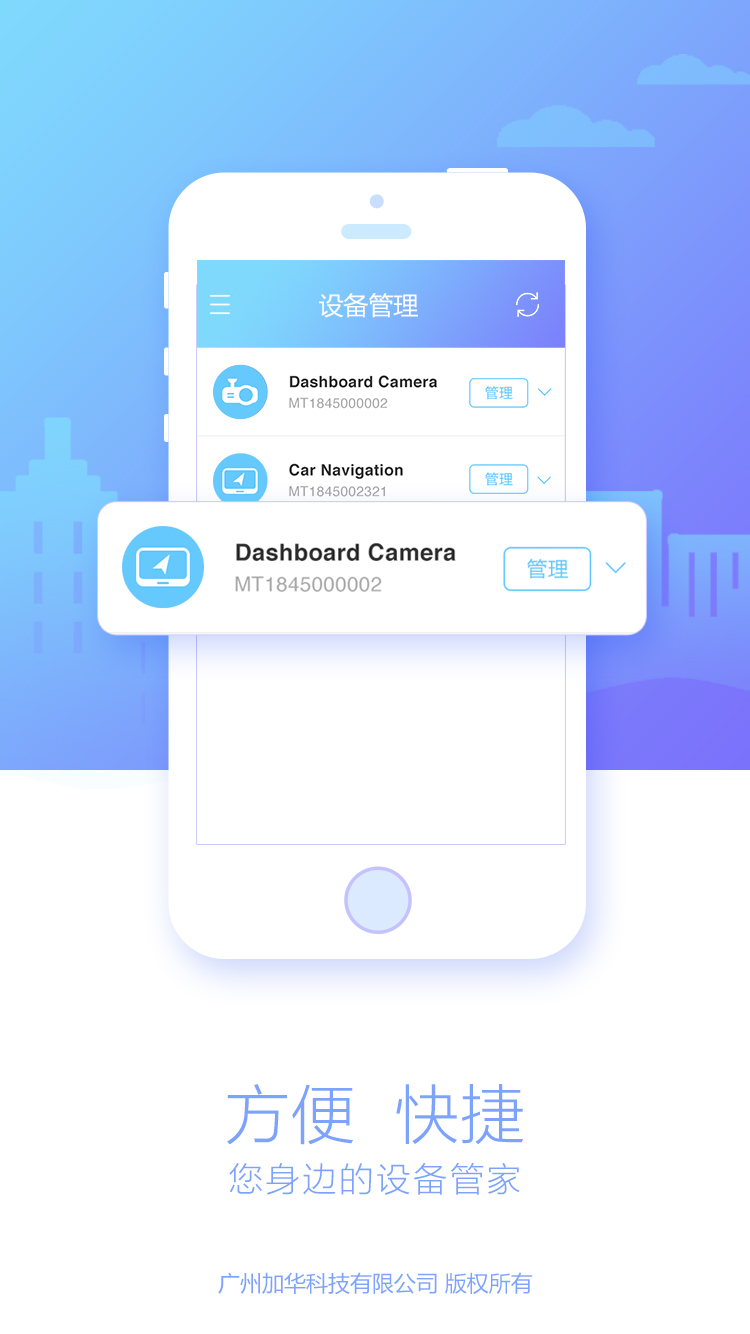 设备管理
Dashboard Camera
MT1845000002
管理
Car Navigation
MT1845002321
管理
Dashboard Camera
MT1845000002
管理
方便 快捷
您身边的设备管家
广州加华科技有限公司 版权所有